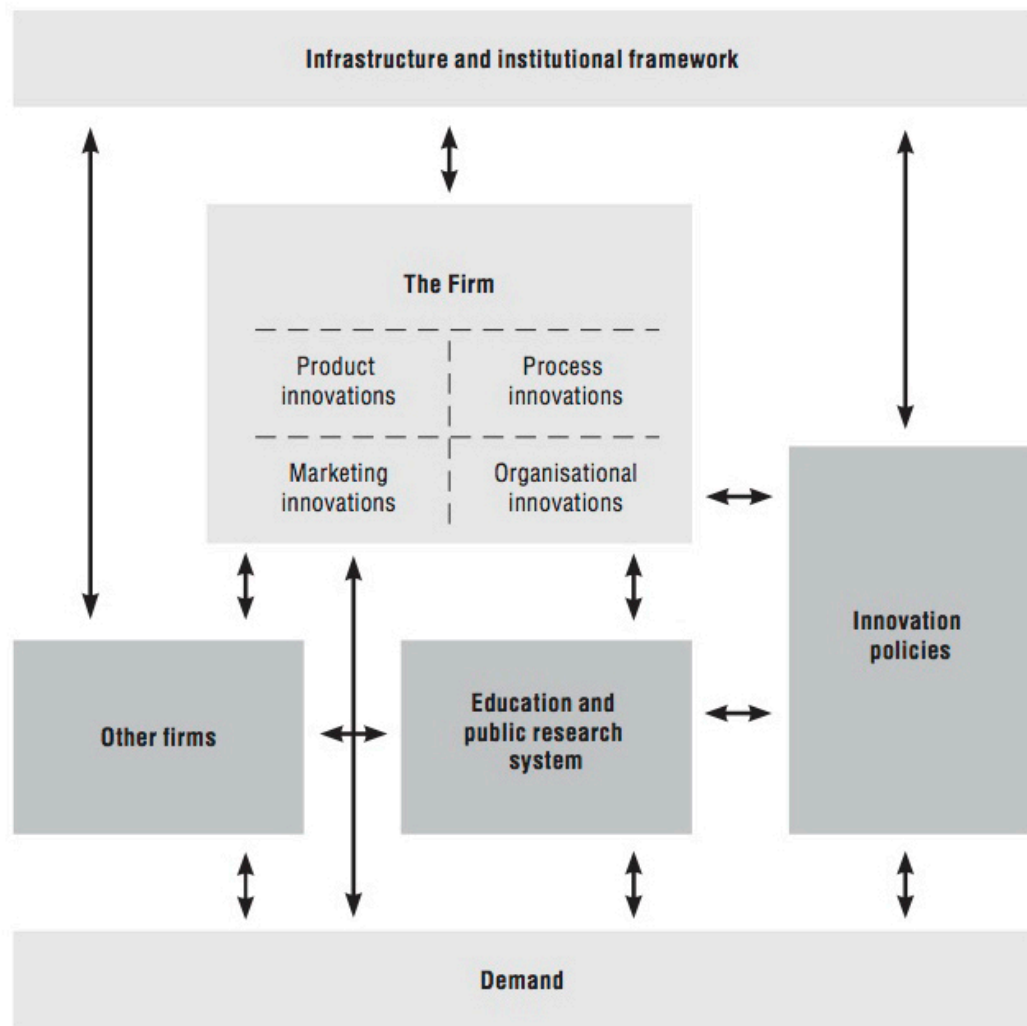 Infrastructure and institutional framework
The Firm
Product
innovations
Process
innovations
Marketing
innovations
Organisational
innovations
Innovation
policies
Other firms
Education and
public research
system
Demand